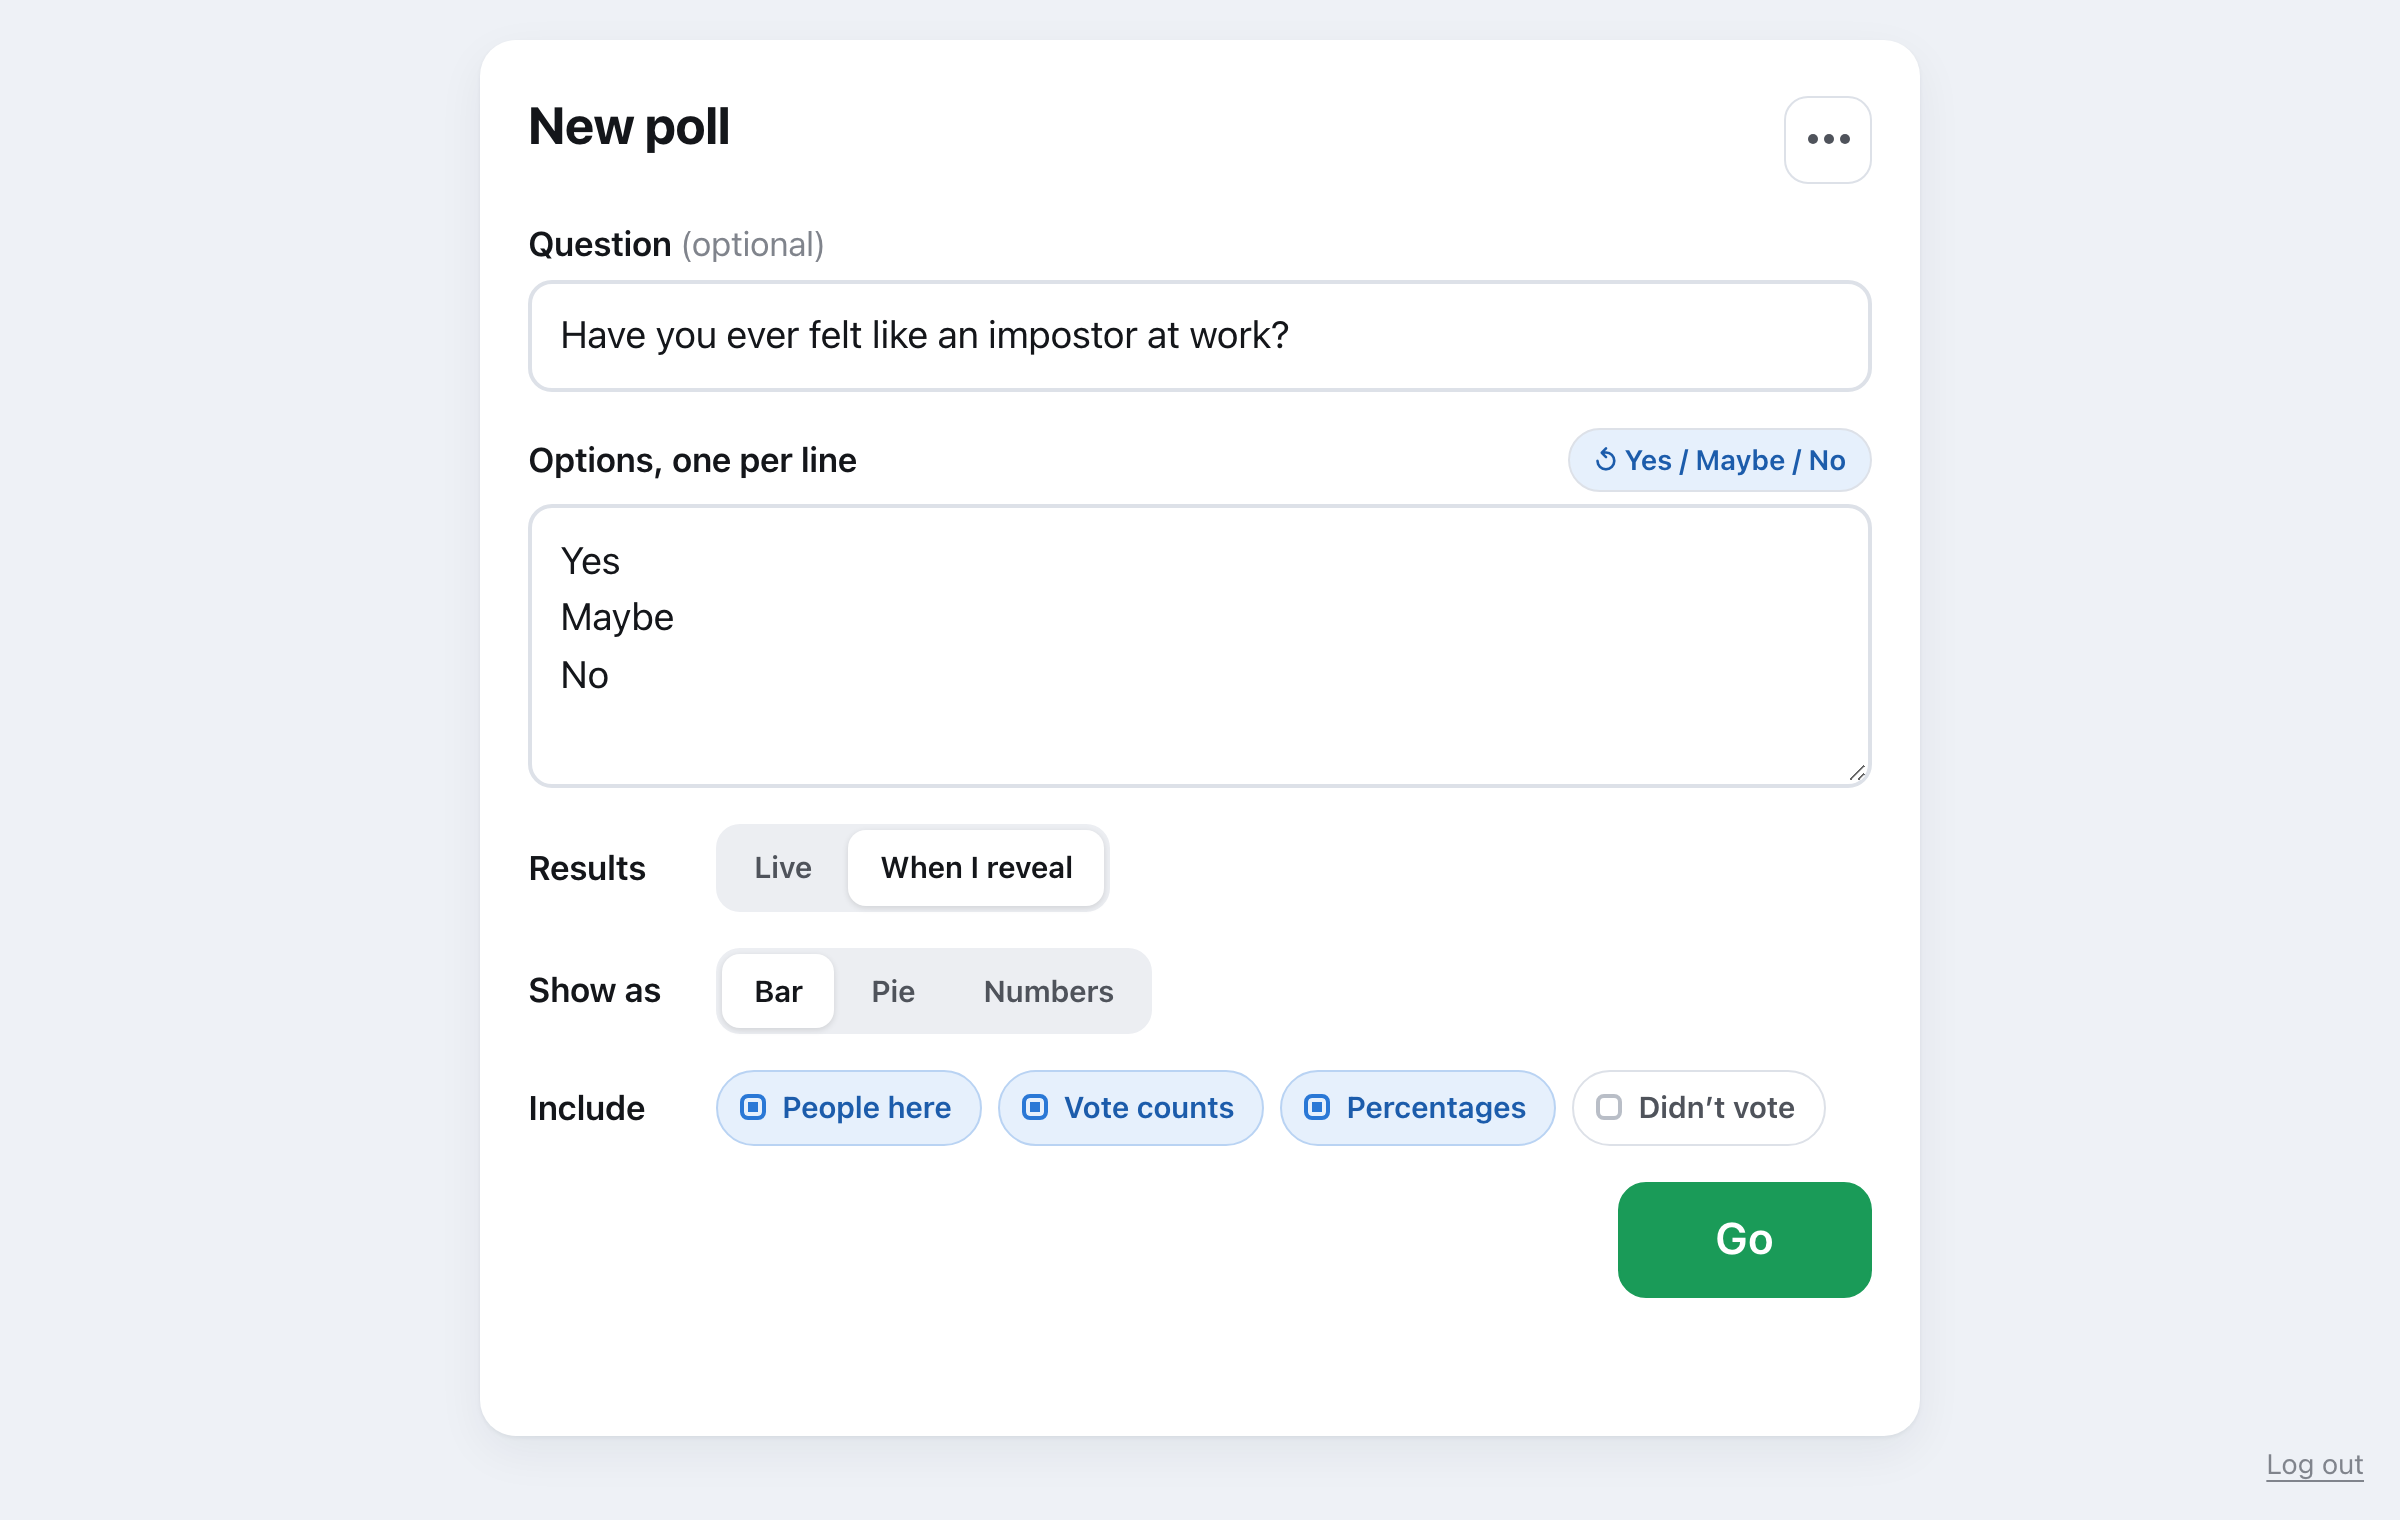 New poll
Question (optional)
Have you ever felt like an impostor at work?
Options, one per line
Yes / Maybe / No
Yes
Maybe
No
Results
Live
When I reveal
Show as
Bar
Pie
Numbers
Include
People here
Vote counts
Percentages
Didn’t vote
Go
Log out